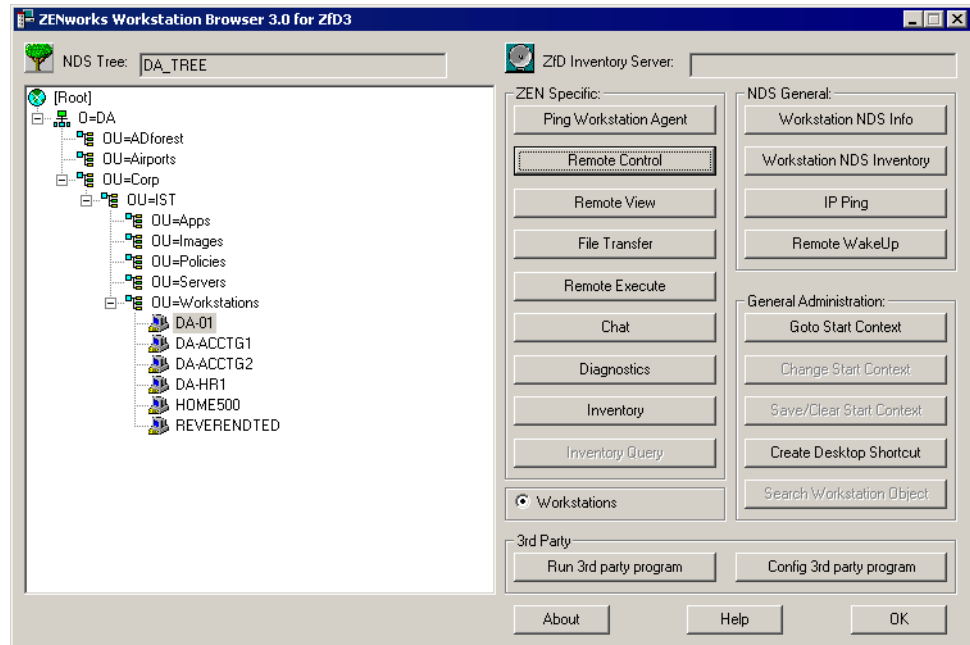 ZENworks Workstation Browser 3.0 for ZfD3
NDS Tree: DA_TREE
ZfD Inventory Server:
[Root]
O=DA
OU=ADforest
OU=Airports
OU=Corp
OU=IST
OU=Apps
OU=Images
OU=Policies
OU=Servers
OU=Workstations
DA-01
DA-ACCTG1
DA-ACCTG2
DA-HR1
HOME500
REVERENDTED
ZEN Specific:
Ping Workstation Agent
Remote Control
Remote View
File Transfer
Remote Execute
Chat
Diagnostics
Inventory
Inventory Query
Workstations
NDS General:
Workstation NDS Info
Workstation NDS Inventory
IP Ping
Remote WakeUp
General Administration:
Goto Start Context
Change Start Context
Save/Clear Start Context
Create Desktop Shortcut
Search Workstation Object
3rd Party
Run 3rd party program
Config 3rd party program
About
Help
OK